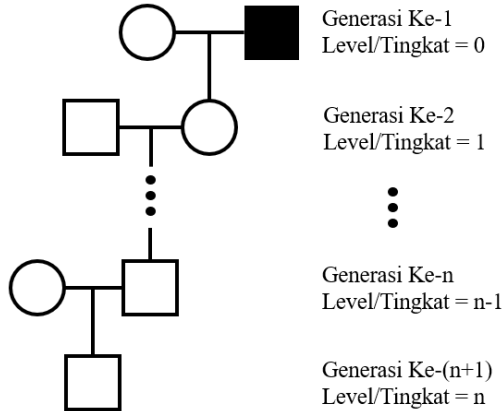 Generasi Ke-1
Level/Tingkat = 0
Generasi Ke-2
Level/Tingkat = 1
Generasi Ke-n
Level/Tingkat = n-1
Generasi Ke-(n+1)
Level/Tingkat = n